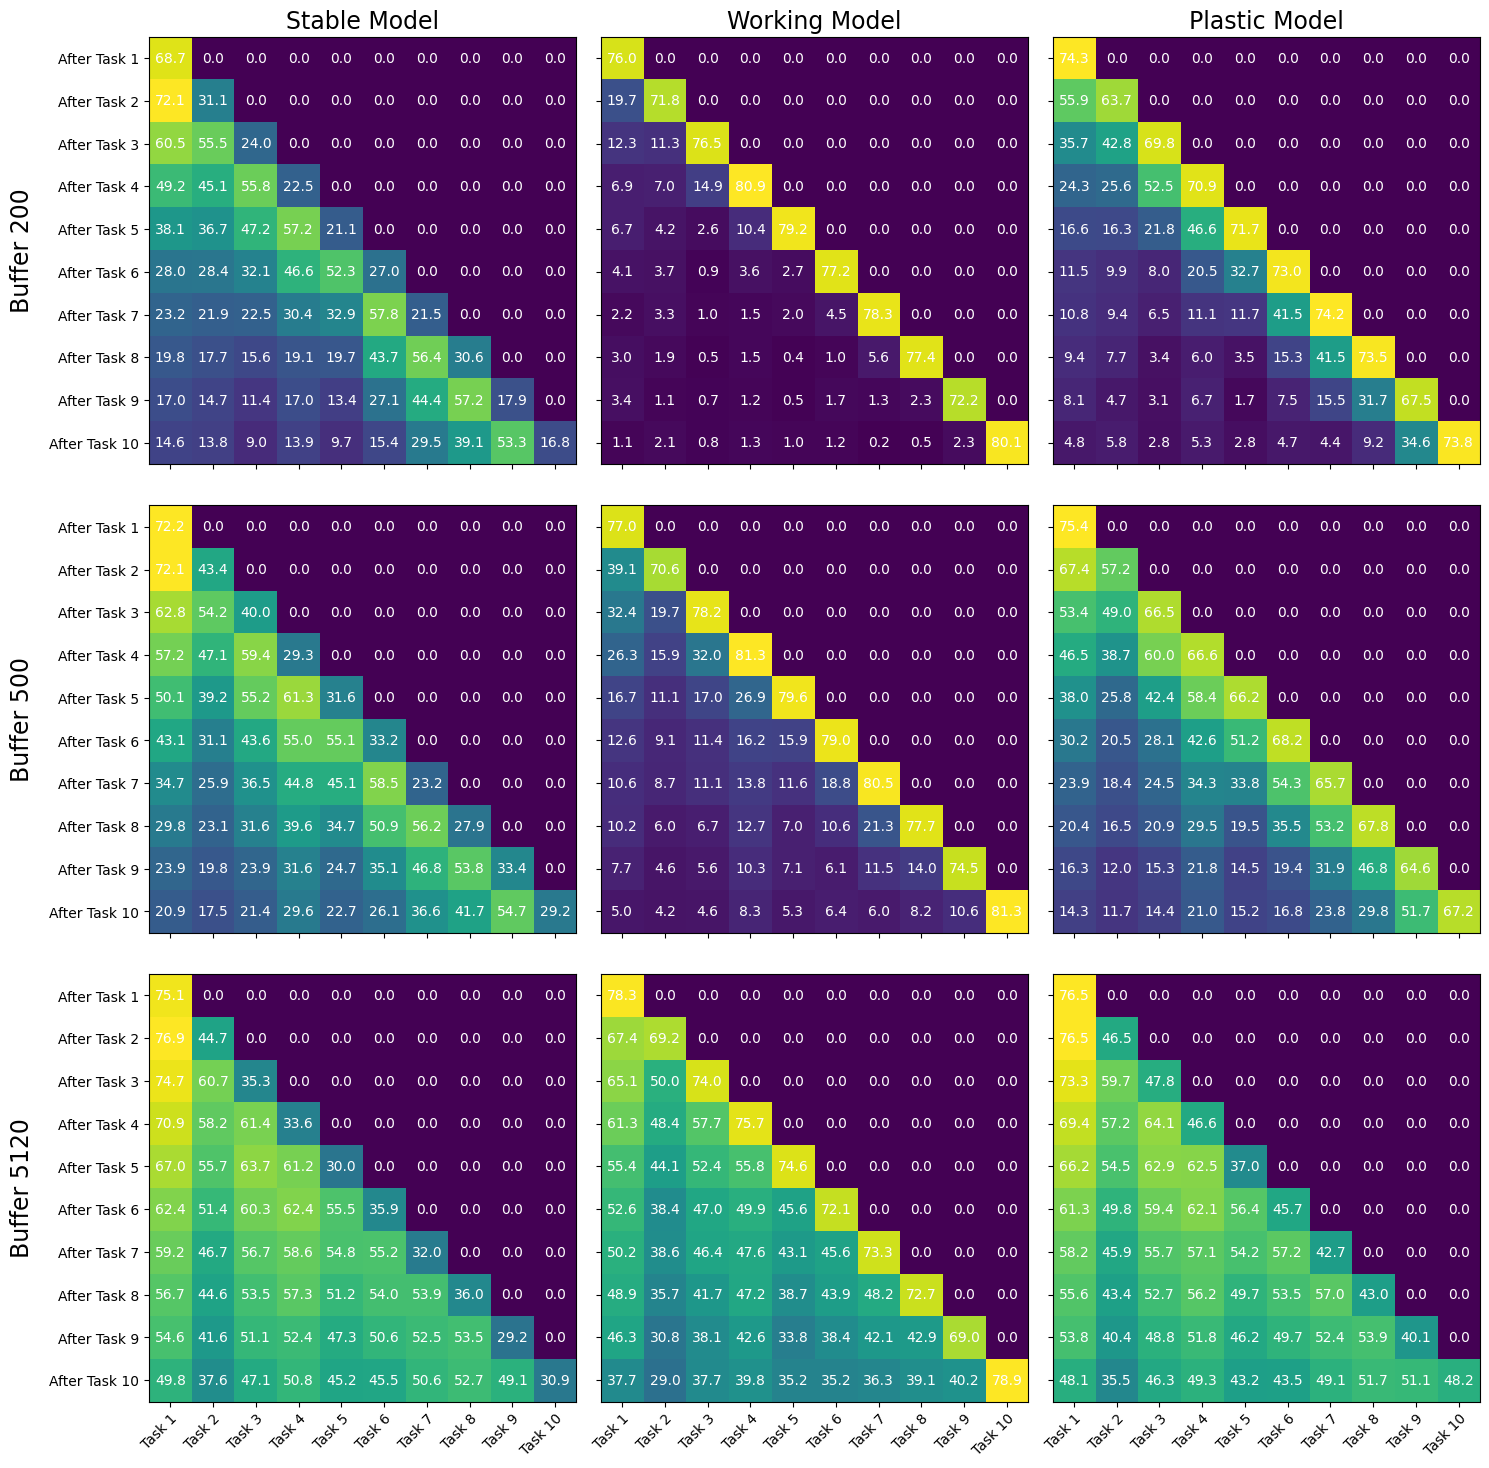 Stable Model Working Model Plastic Model
Buffer 200
After Task 1 68.7 0.0 0.0 0.0 0.0 0.0 0.0 0.0 0.0 0.0 76.0 0.0 0.0 0.0 0.0 0.0 0.0 0.0 0.0 0.0 74.3 0.0 0.0 0.0 0.0 0.0 0.0 0.0 0.0 0.0
After Task 2 72.1 31.1 0.0 0.0 0.0 0.0 0.0 0.0 0.0 0.0 19.7 71.8 0.0 0.0 0.0 0.0 0.0 0.0 0.0 0.0 55.9 63.7 0.0 0.0 0.0 0.0 0.0 0.0 0.0 0.0
After Task 3 60.5 55.5 24.0 0.0 0.0 0.0 0.0 0.0 0.0 0.0 12.3 11.3 76.5 0.0 0.0 0.0 0.0 0.0 0.0 0.0 35.7 42.8 69.8 0.0 0.0 0.0 0.0 0.0 0.0 0.0
After Task 4 49.2 45.1 55.8 22.5 0.0 0.0 0.0 0.0 0.0 0.0 6.9 7.0 14.9 80.9 0.0 0.0 0.0 0.0 0.0 0.0 24.3 25.6 52.5 70.9 0.0 0.0 0.0 0.0 0.0 0.0
After Task 5 38.1 36.7 47.2 57.2 21.1 0.0 0.0 0.0 0.0 0.0 6.7 4.2 2.6 10.4 79.2 0.0 0.0 0.0 0.0 0.0 16.6 16.3 21.8 46.6 71.7 0.0 0.0 0.0 0.0 0.0
After Task 6 28.0 28.4 32.1 46.6 52.3 27.0 0.0 0.0 0.0 0.0 4.1 3.7 0.9 3.6 2.7 77.2 0.0 0.0 0.0 0.0 11.5 9.9 8.0 20.5 32.7 73.0 0.0 0.0 0.0 0.0
After Task 7 23.2 21.9 22.5 30.4 32.9 57.8 21.5 0.0 0.0 0.0 2.2 3.3 1.0 1.5 2.0 4.5 78.3 0.0 0.0 0.0 10.8 9.4 6.5 11.1 11.7 41.5 74.2 0.0 0.0 0.0
After Task 8 19.8 17.7 15.6 19.1 19.7 43.7 56.4 30.6 0.0 0.0 3.0 1.9 0.5 1.5 0.4 1.0 5.6 77.4 0.0 0.0 9.4 7.7 3.4 6.0 3.5 15.3 41.5 73.5 0.0 0.0
After Task 9 17.0 14.7 11.4 17.0 13.4 27.1 44.4 57.2 17.9 0.0 3.4 1.1 0.7 1.2 0.5 1.7 1.3 2.3 72.2 0.0 8.1 4.7 3.1 6.7 1.7 7.5 15.5 31.7 67.5 0.0
After Task 10 14.6 13.8 9.0 13.9 9.7 15.4 29.5 39.1 53.3 16.8 1.1 2.1 0.8 1.3 1.0 1.2 0.2 0.5 2.3 80.1 4.8 5.8 2.8 5.3 2.8 4.7 4.4 9.2 34.6 73.8
Buffer 500
After Task 1 72.2 0.0 0.0 0.0 0.0 0.0 0.0 0.0 0.0 0.0 77.0 0.0 0.0 0.0 0.0 0.0 0.0 0.0 0.0 0.0 75.4 0.0 0.0 0.0 0.0 0.0 0.0 0.0 0.0 0.0
After Task 2 72.1 43.4 0.0 0.0 0.0 0.0 0.0 0.0 0.0 0.0 39.1 70.6 0.0 0.0 0.0 0.0 0.0 0.0 0.0 0.0 67.4 57.2 0.0 0.0 0.0 0.0 0.0 0.0 0.0 0.0
After Task 3 62.8 54.2 40.0 0.0 0.0 0.0 0.0 0.0 0.0 0.0 32.4 19.7 78.2 0.0 0.0 0.0 0.0 0.0 0.0 0.0 53.4 49.0 66.5 0.0 0.0 0.0 0.0 0.0 0.0 0.0
After Task 4 57.2 47.1 59.4 29.3 0.0 0.0 0.0 0.0 0.0 0.0 26.3 15.9 32.0 81.3 0.0 0.0 0.0 0.0 0.0 0.0 46.5 38.7 60.0 66.6 0.0 0.0 0.0 0.0 0.0 0.0
After Task 5 50.1 39.2 55.2 61.3 31.6 0.0 0.0 0.0 0.0 0.0 16.7 11.1 17.0 26.9 79.6 0.0 0.0 0.0 0.0 0.0 38.0 25.8 42.4 58.4 66.2 0.0 0.0 0.0 0.0 0.0
After Task 6 43.1 31.1 43.6 55.0 55.1 33.2 0.0 0.0 0.0 0.0 12.6 9.1 11.4 16.2 15.9 79.0 0.0 0.0 0.0 0.0 30.2 20.5 28.1 42.6 51.2 68.2 0.0 0.0 0.0 0.0
After Task 7 34.7 25.9 36.5 44.8 45.1 58.5 23.2 0.0 0.0 0.0 10.6 8.7 11.1 13.8 11.6 18.8 80.5 0.0 0.0 0.0 23.9 18.4 24.5 34.3 33.8 54.3 65.7 0.0 0.0 0.0
After Task 8 29.8 23.1 31.6 39.6 34.7 50.9 56.2 27.9 0.0 0.0 10.2 6.0 6.7 12.7 7.0 10.6 21.3 77.7 0.0 0.0 20.4 16.5 20.9 29.5 19.5 35.5 53.2 67.8 0.0 0.0
After Task 9 23.9 19.8 23.9 31.6 24.7 35.1 46.8 53.8 33.4 0.0 7.7 4.6 5.6 10.3 7.1 6.1 11.5 14.0 74.5 0.0 16.3 12.0 15.3 21.8 14.5 19.4 31.9 46.8 64.6 0.0
After Task 10 20.9 17.5 21.4 29.6 22.7 26.1 36.6 41.7 54.7 29.2 5.0 4.2 4.6 8.3 5.3 6.4 6.0 8.2 10.6 81.3 14.3 11.7 14.4 21.0 15.2 16.8 23.8 29.8 51.7 67.2
Buffer 5120
After Task 1 75.1 0.0 0.0 0.0 0.0 0.0 0.0 0.0 0.0 0.0 78.3 0.0 0.0 0.0 0.0 0.0 0.0 0.0 0.0 0.0 76.5 0.0 0.0 0.0 0.0 0.0 0.0 0.0 0.0 0.0
After Task 2 76.9 44.7 0.0 0.0 0.0 0.0 0.0 0.0 0.0 0.0 67.4 69.2 0.0 0.0 0.0 0.0 0.0 0.0 0.0 0.0 76.5 46.5 0.0 0.0 0.0 0.0 0.0 0.0 0.0 0.0
After Task 3 74.7 60.7 35.3 0.0 0.0 0.0 0.0 0.0 0.0 0.0 65.1 50.0 74.0 0.0 0.0 0.0 0.0 0.0 0.0 0.0 73.3 59.7 47.8 0.0 0.0 0.0 0.0 0.0 0.0 0.0
After Task 4 70.9 58.2 61.4 33.6 0.0 0.0 0.0 0.0 0.0 0.0 61.3 48.4 57.7 75.7 0.0 0.0 0.0 0.0 0.0 0.0 69.4 57.2 64.1 46.6 0.0 0.0 0.0 0.0 0.0 0.0
After Task 5 67.0 55.7 63.7 61.2 30.0 0.0 0.0 0.0 0.0 0.0 55.4 44.1 52.4 55.8 74.6 0.0 0.0 0.0 0.0 0.0 66.2 54.5 62.9 62.5 37.0 0.0 0.0 0.0 0.0 0.0
After Task 6 62.4 51.4 60.3 62.4 55.5 35.9 0.0 0.0 0.0 0.0 52.6 38.4 47.0 49.9 45.6 72.1 0.0 0.0 0.0 0.0 61.3 49.8 59.4 62.1 56.4 45.7 0.0 0.0 0.0 0.0
After Task 7 59.2 46.7 56.7 58.6 54.8 55.2 32.0 0.0 0.0 0.0 50.2 38.6 46.4 47.6 43.1 45.6 73.3 0.0 0.0 0.0 58.2 45.9 55.7 57.1 54.2 57.2 42.7 0.0 0.0 0.0
After Task 8 56.7 44.6 53.5 57.3 51.2 54.0 53.9 36.0 0.0 0.0 48.9 35.7 41.7 47.2 38.7 43.9 48.2 72.7 0.0 0.0 55.6 43.4 52.7 56.2 49.7 53.5 57.0 43.0 0.0 0.0
After Task 9 54.6 41.6 51.1 52.4 47.3 50.6 52.5 53.5 29.2 0.0 46.3 30.8 38.1 42.6 33.8 38.4 42.1 42.9 69.0 0.0 53.8 40.4 48.8 51.8 46.2 49.7 52.4 53.9 40.1 0.0
After Task 10 49.8 37.6 47.1 50.8 45.2 45.5 50.6 52.7 49.1 30.9 37.7 29.0 37.7 39.8 35.2 35.2 36.3 39.1 40.2 78.9 48.1 35.5 46.3 49.3 43.2 43.5 49.1 51.7 51.1 48.2
Task 1 Task 2 Task 3 Task 4 Task 5 Task 6 Task 7 Task 8 Task 9 Task 10 Task 1 Task 2 Task 3 Task 4 Task 5 Task 6 Task 7 Task 8 Task 9 Task 10 Task 1 Task 2 Task 3 Task 4 Task 5 Task 6 Task 7 Task 8 Task 9 Task 10